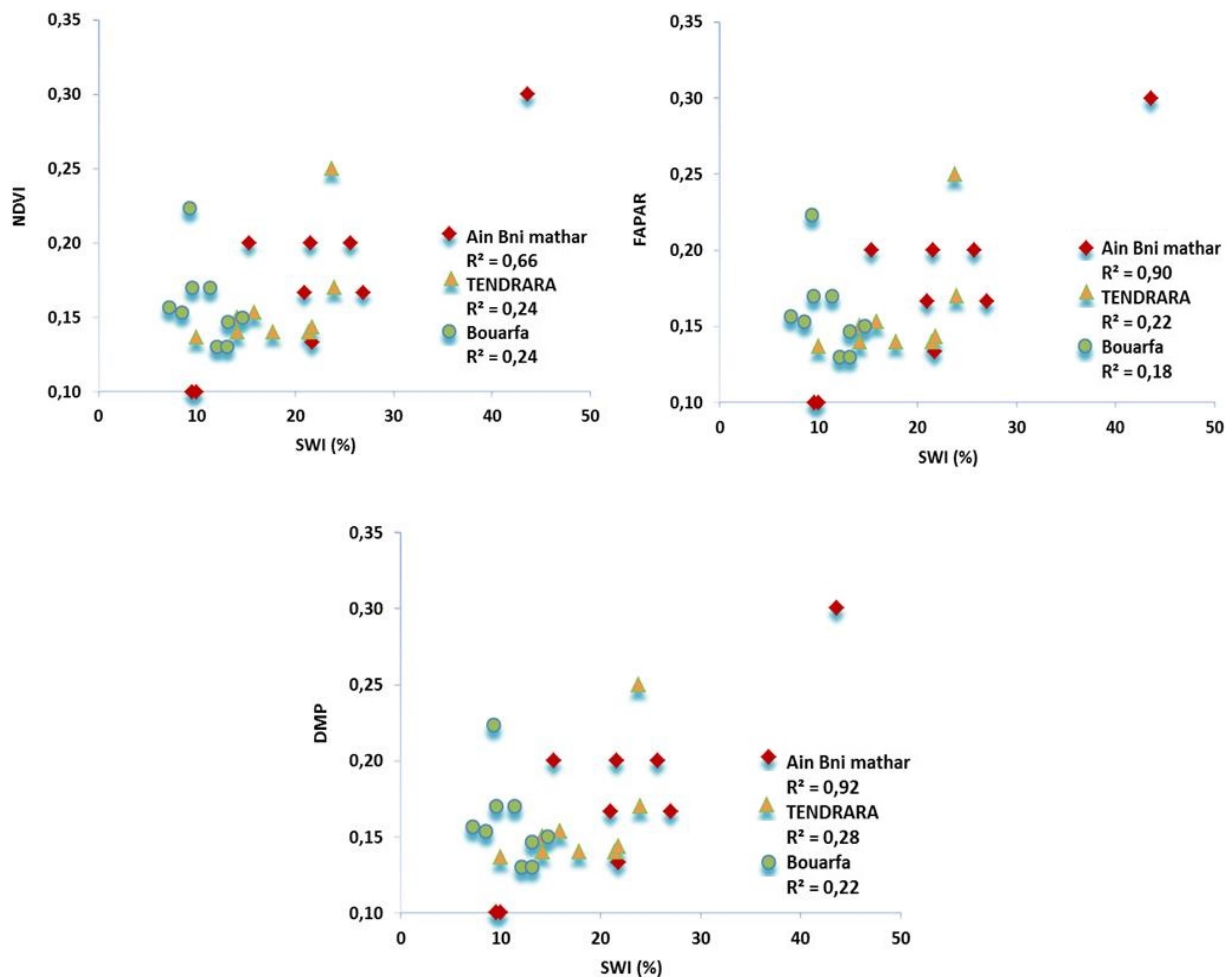 0,35
0,30
0,25
0,20
0,15
0,10
NDVI
0 10 20 30 40 50
SWI (%)
Ain Bni mathar
R² = 0,66
TENDRARA
R² = 0,24
Bouarfa
R² = 0,24
0,35
0,30
0,25
0,20
0,15
0,10
FAPAR
0 10 20 30 40 50
SWI (%)
Ain Bni mathar
R² = 0,90
TENDRARA
R² = 0,22
Bouarfa
R² = 0,18
0,35
0,30
0,25
0,20
0,15
0,10
DMP
0 10 20 30 40 50
SWI (%)
Ain Bni mathar
R² = 0,92
TENDRARA
R² = 0,28
Bouarfa
R² = 0,22